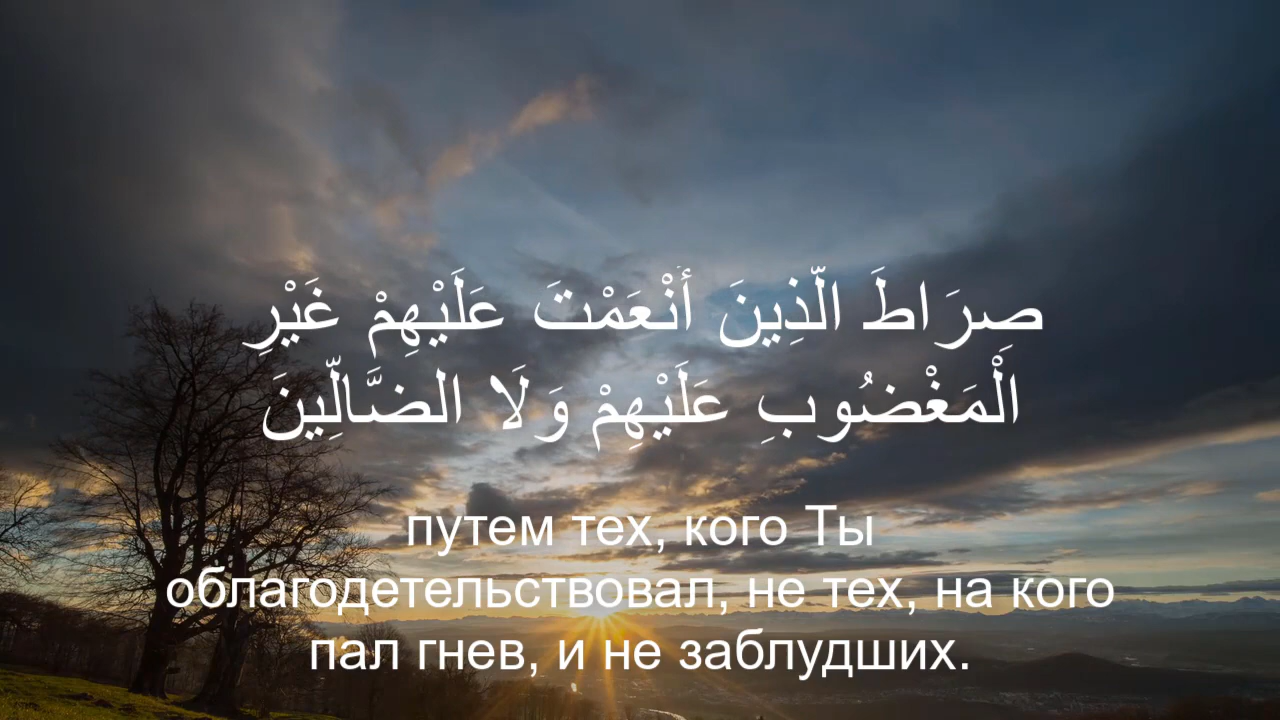 صِرَاطَ الَّذِينَ أَنْعَمْتَ عَلَيْهِمْ غَيْرِ
الْمَغْضُوبِ عَلَيْهِمْ وَلَا الضَّالِّينَ
путем тех, кого Ты
облагодетельствовал, не тех, на кого
пал гнев, и не заблудших.